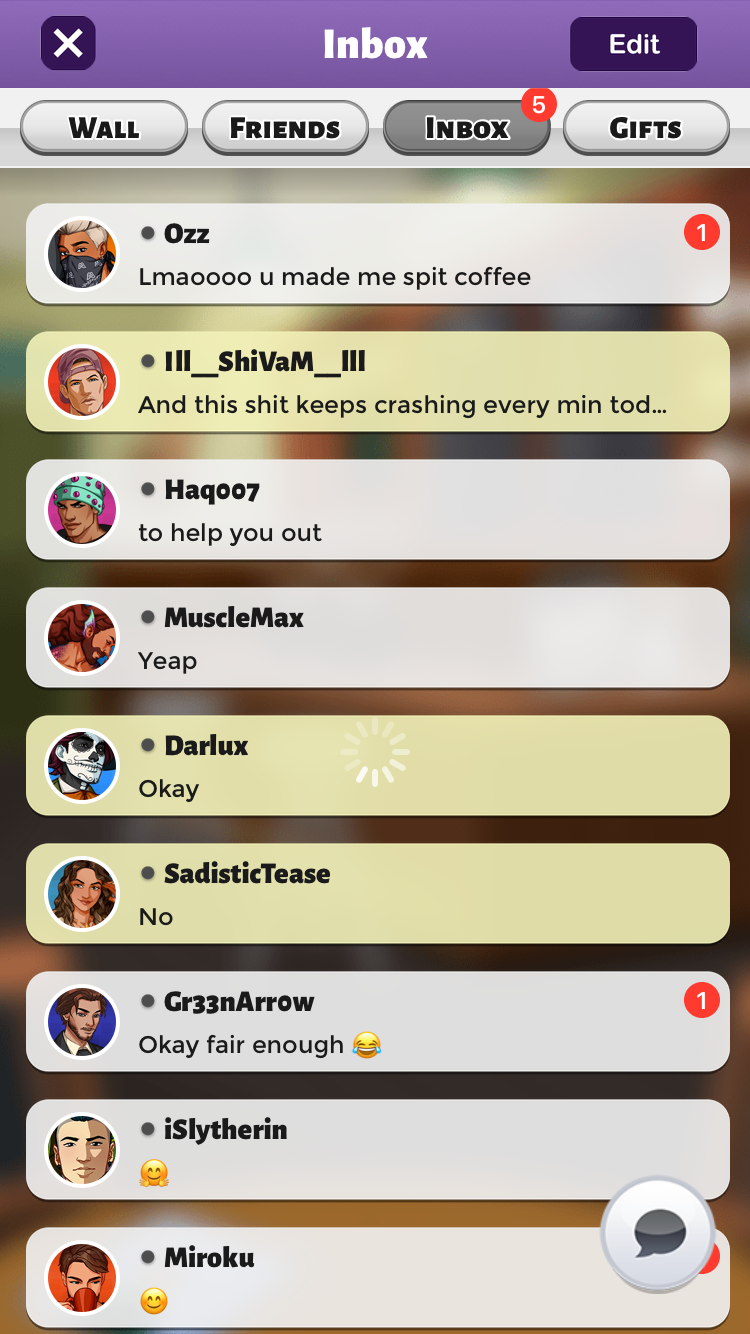 Inbox
Edit
WALL
FRIENDS
INBOX
5
GIFTS
Ozz
1
Lmaoooo u made me spit coffee
Ill__ShiVaM__lll
And this shit keeps crashing every min tod...
Haq007
to help you out
MuscleMax
Yeap
Darlux
Okay
SadisticTease
No
Gr33nArr0w
1
Okay fair enough 😂
iSlytherin
🤗
Miroku
😊